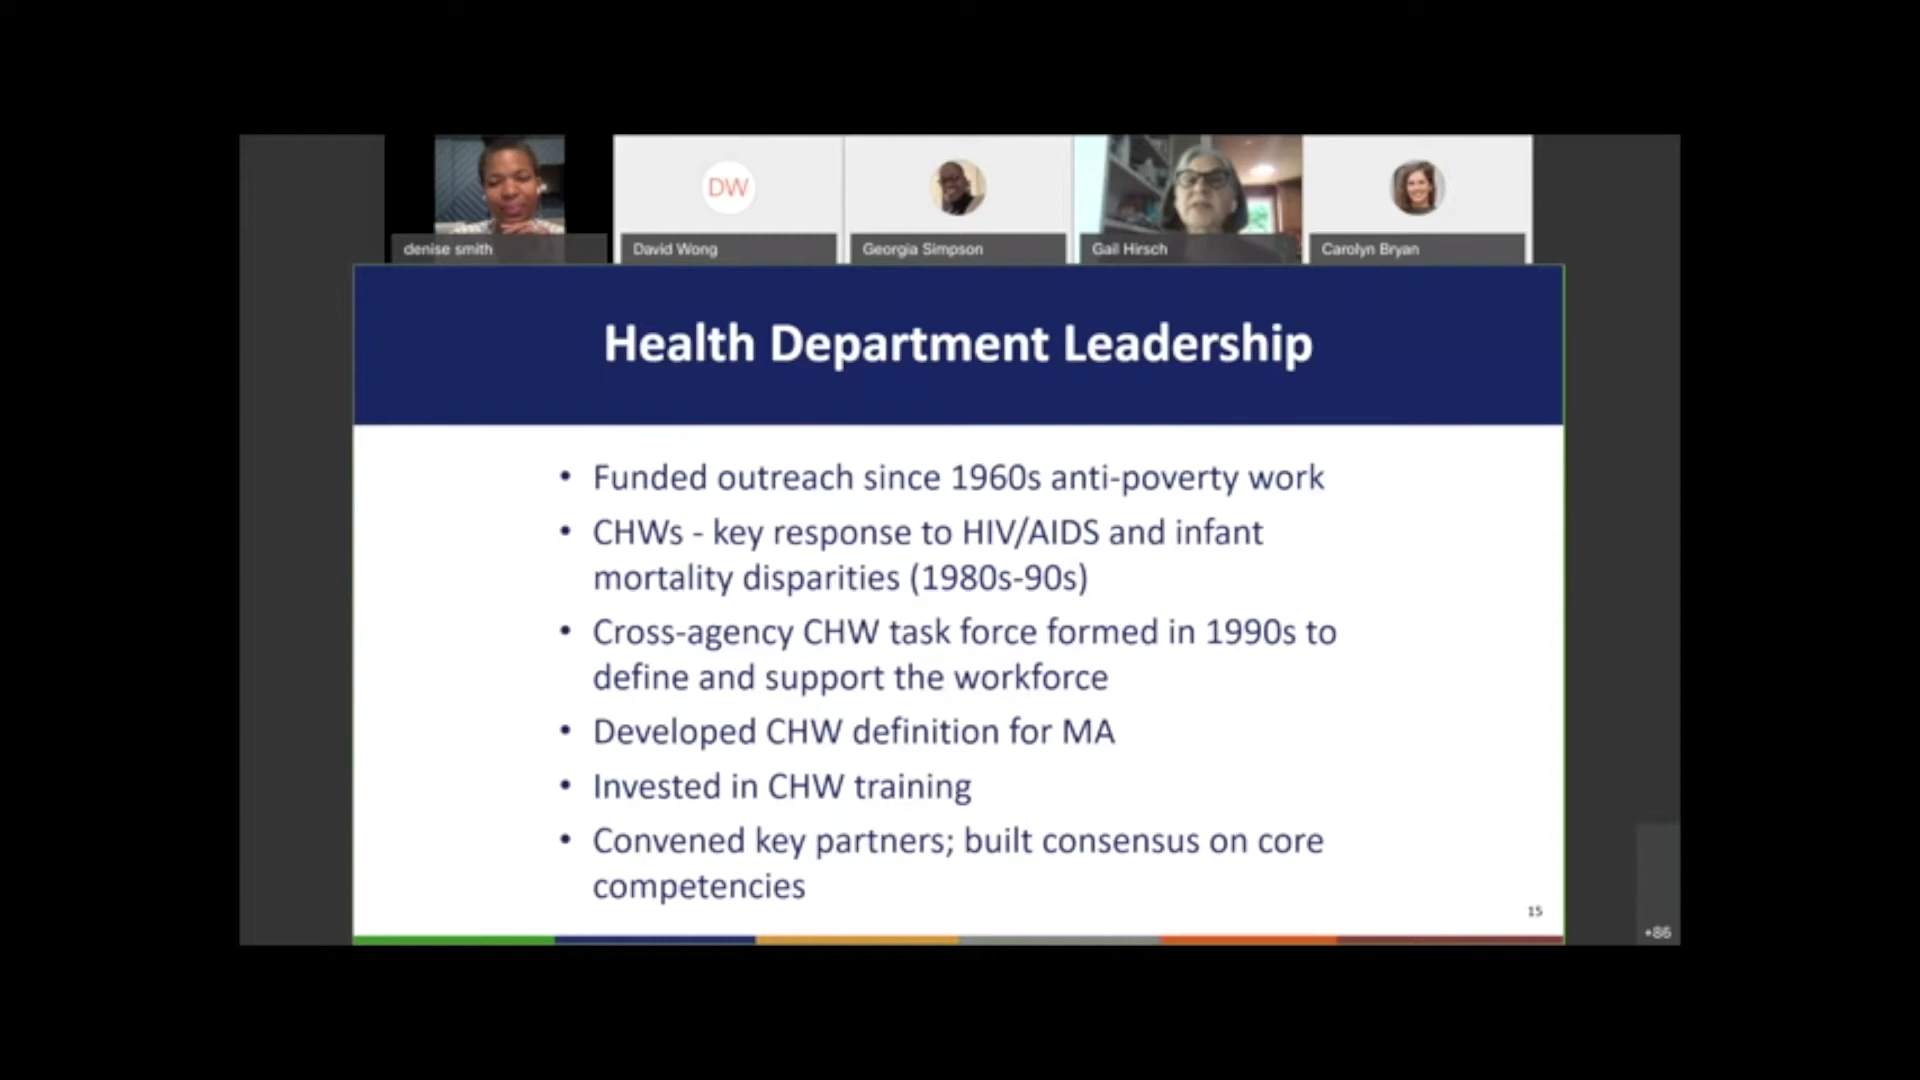 DW
denise smith
David Wong
Georgia Simpson
Gail Hirsch
Carolyn Bryan
Health Department Leadership
• Funded outreach since 1960s anti-poverty work
• CHWs - key response to HIV/AIDS and infant
mortality disparities (1980s-90s)
• Cross-agency CHW task force formed in 1990s to
define and support the workforce
• Developed CHW definition for MA
• Invested in CHW training
• Convened key partners; built consensus on core
competencies
15
+86